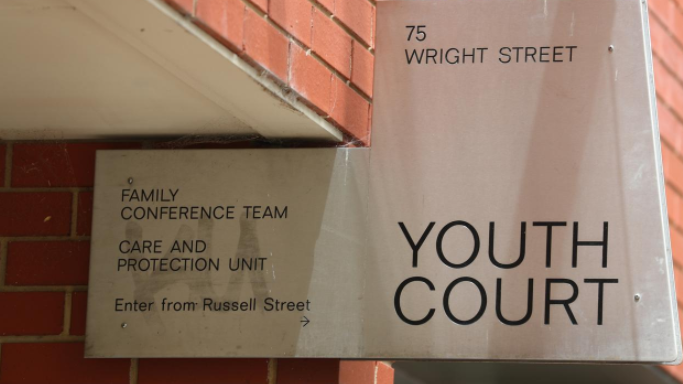 75
WRIGHT STREET
YOUTH
COURT
FAMILY
CONFERENCE TEAM
CARE AND
PROTECTION UNIT
Enter from Russell Street
→